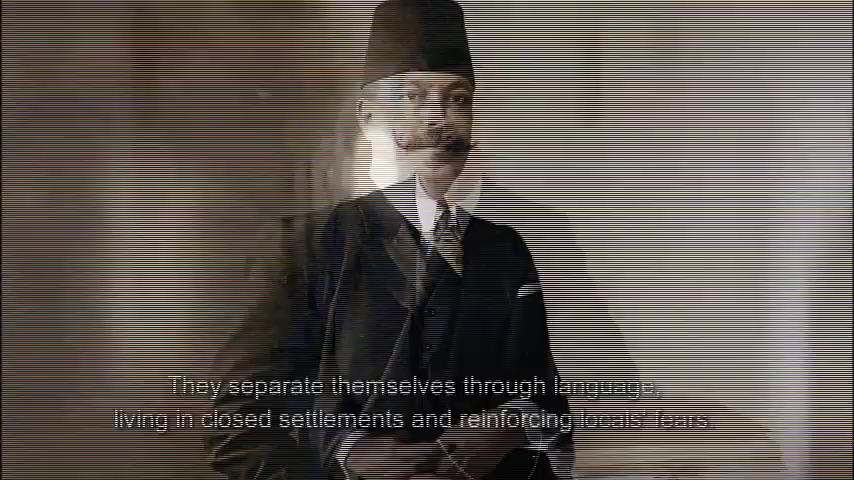 They separate themselves through language,
living in closed settlements and reinforcing locals' fears.